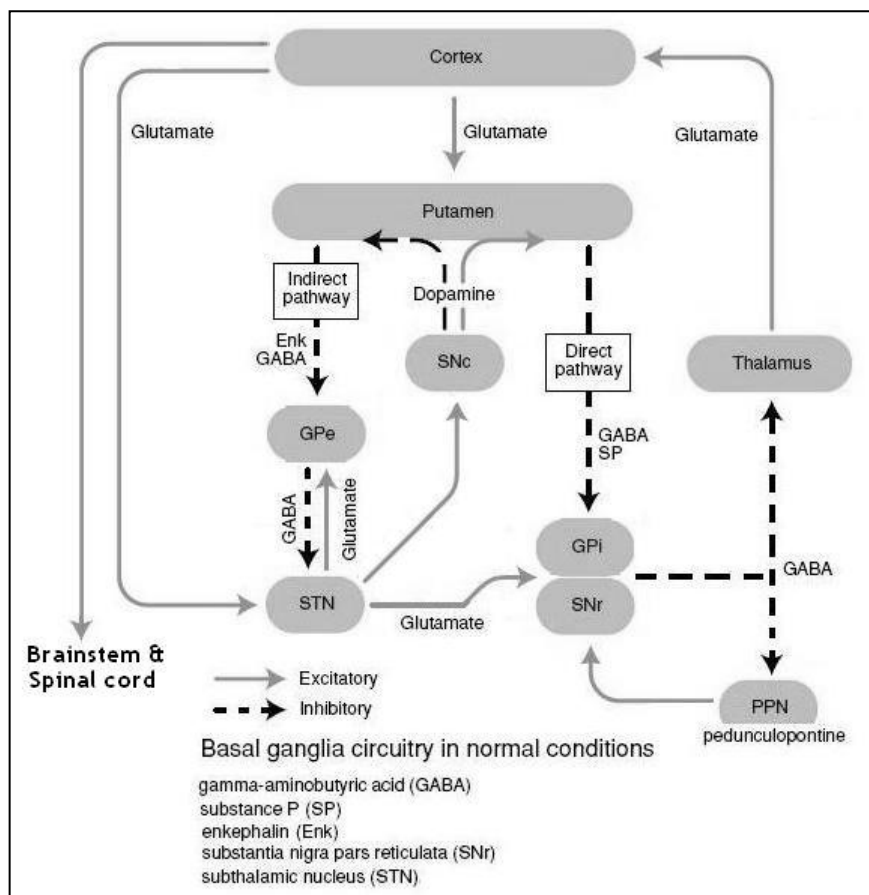 Cortex
Glutamate
Glutamate
Glutamate
Putamen
Indirect
pathway
Dopamine
Enk
GABA
SNc
Direct
pathway
Thalamus
GPe
GABA
SP
GABA
Glutamate
GPi
GABA
STN
SNr
Glutamate
Brainstem &
Spinal cord
Excitatory
Inhibitory
PPN
pedunculopontine
Basal ganglia circuitry in normal conditions
gamma-aminobutyric acid (GABA)
substance P (SP)
enkephalin (Enk)
substantia nigra pars reticulata (SNr)
subthalamic nucleus (STN)